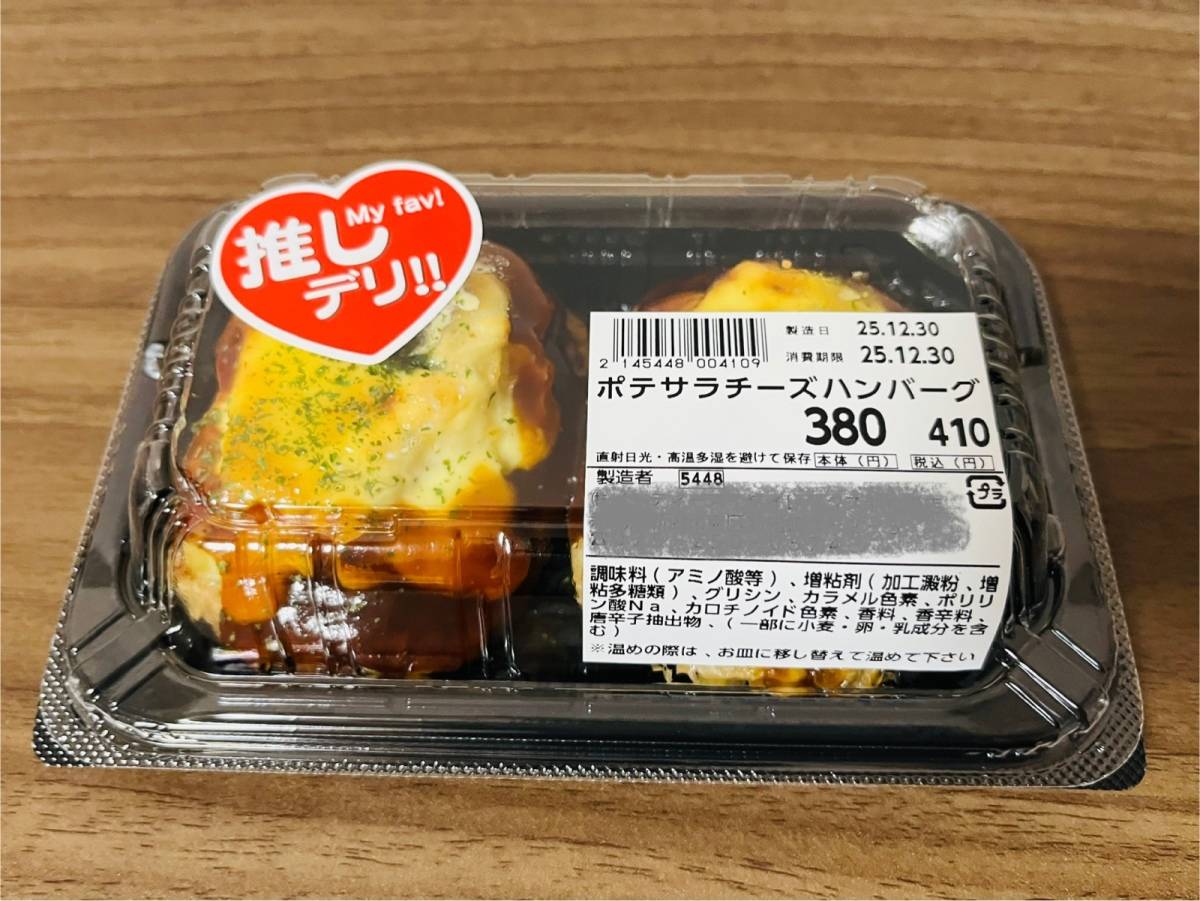 My fav!
推し
デリ!!
製造日 25.12.30
消費期限 25.12.30
2 145448 004109
ポテサラチーズハンバーグ
380 410
直射日光・高温多湿を避けて保存 本体(円) 税込(円)
製造者 5448
プラ
調味料(アミノ酸等)、増粘剤(加工澱粉、増
粘多糖類)、グリシン、カラメル色素、ポリリ
ン酸Na、カロチノイド色素、香料、香辛料、
唐辛子抽出物、(一部に小麦・卵・乳成分を含
む)
※温めの際は、お皿に移し替えて温めて下さい